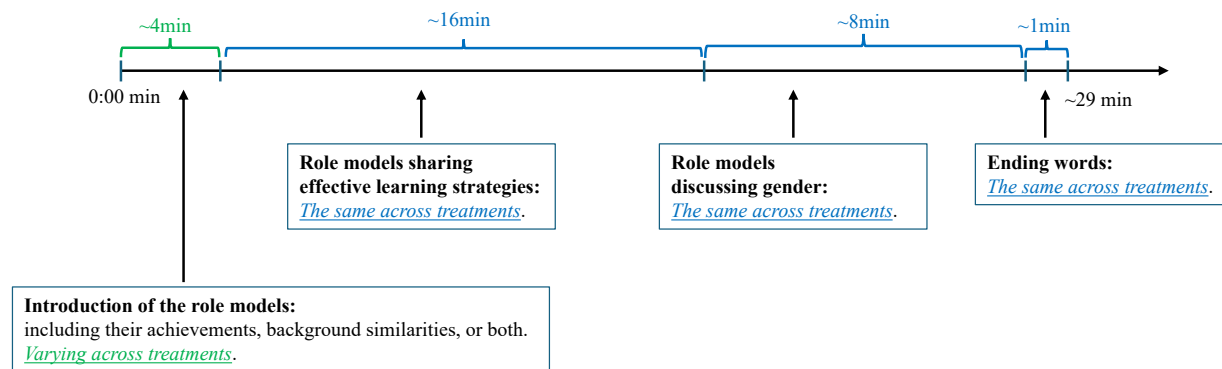 ~4min
~16min
~8min
~1min
0:00 min
~29 min
Role models sharing
effective learning strategies:
The same across treatments.
Role models
discussing gender:
The same across treatments.
Ending words:
The same across treatments.
Introduction of the role models:
including their achievements, background similarities, or both.
Varying across treatments.